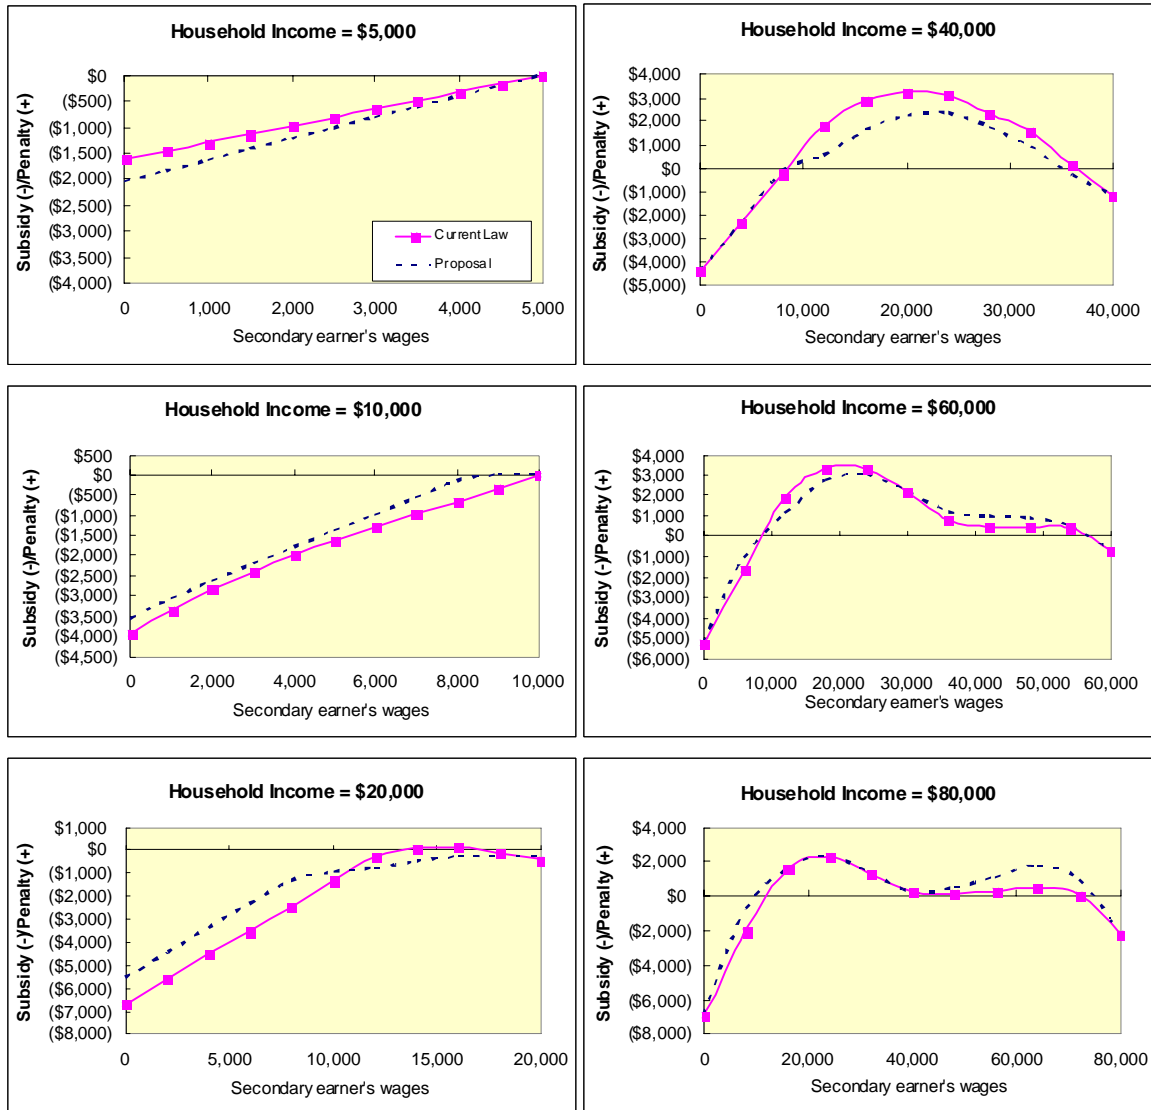 Household Income = $5,000
Subsidy (-)/Penalty (+)
$0
($500)
($1,000)
($1,500)
($2,000)
($2,500)
($3,000)
($3,500)
($4,000)
Current Law
Proposal
0 1,000 2,000 3,000 4,000 5,000
Secondary earner's wages
Household Income = $40,000
Subsidy (-)/Penalty (+)
$4,000
$3,000
$2,000
$1,000
$0
($1,000)
($2,000)
($3,000)
($4,000)
($5,000)
0 10,000 20,000 30,000 40,000
Secondary earner's wages
Household Income = $10,000
Subsidy (-)/Penalty (+)
$500
$0
($500)
($1,000)
($1,500)
($2,000)
($2,500)
($3,000)
($3,500)
($4,000)
($4,500)
0 2,000 4,000 6,000 8,000 10,000
Secondary earner's wages
Household Income = $60,000
Subsidy (-)/Penalty (+)
$4,000
$3,000
$2,000
$1,000
$0
($1,000)
($2,000)
($3,000)
($4,000)
($5,000)
($6,000)
0 10,000 20,000 30,000 40,000 50,000 60,000
Secondary earner's wages
Household Income = $20,000
Subsidy (-)/Penalty (+)
$1,000
$0
($1,000)
($2,000)
($3,000)
($4,000)
($5,000)
($6,000)
($7,000)
($8,000)
0 5,000 10,000 15,000 20,000
Secondary earner's wages
Household Income = $80,000
Subsidy (-)/Penalty (+)
$4,000
$2,000
$0
($2,000)
($4,000)
($6,000)
($8,000)
0 20,000 40,000 60,000 80,000
Secondary earner's wages